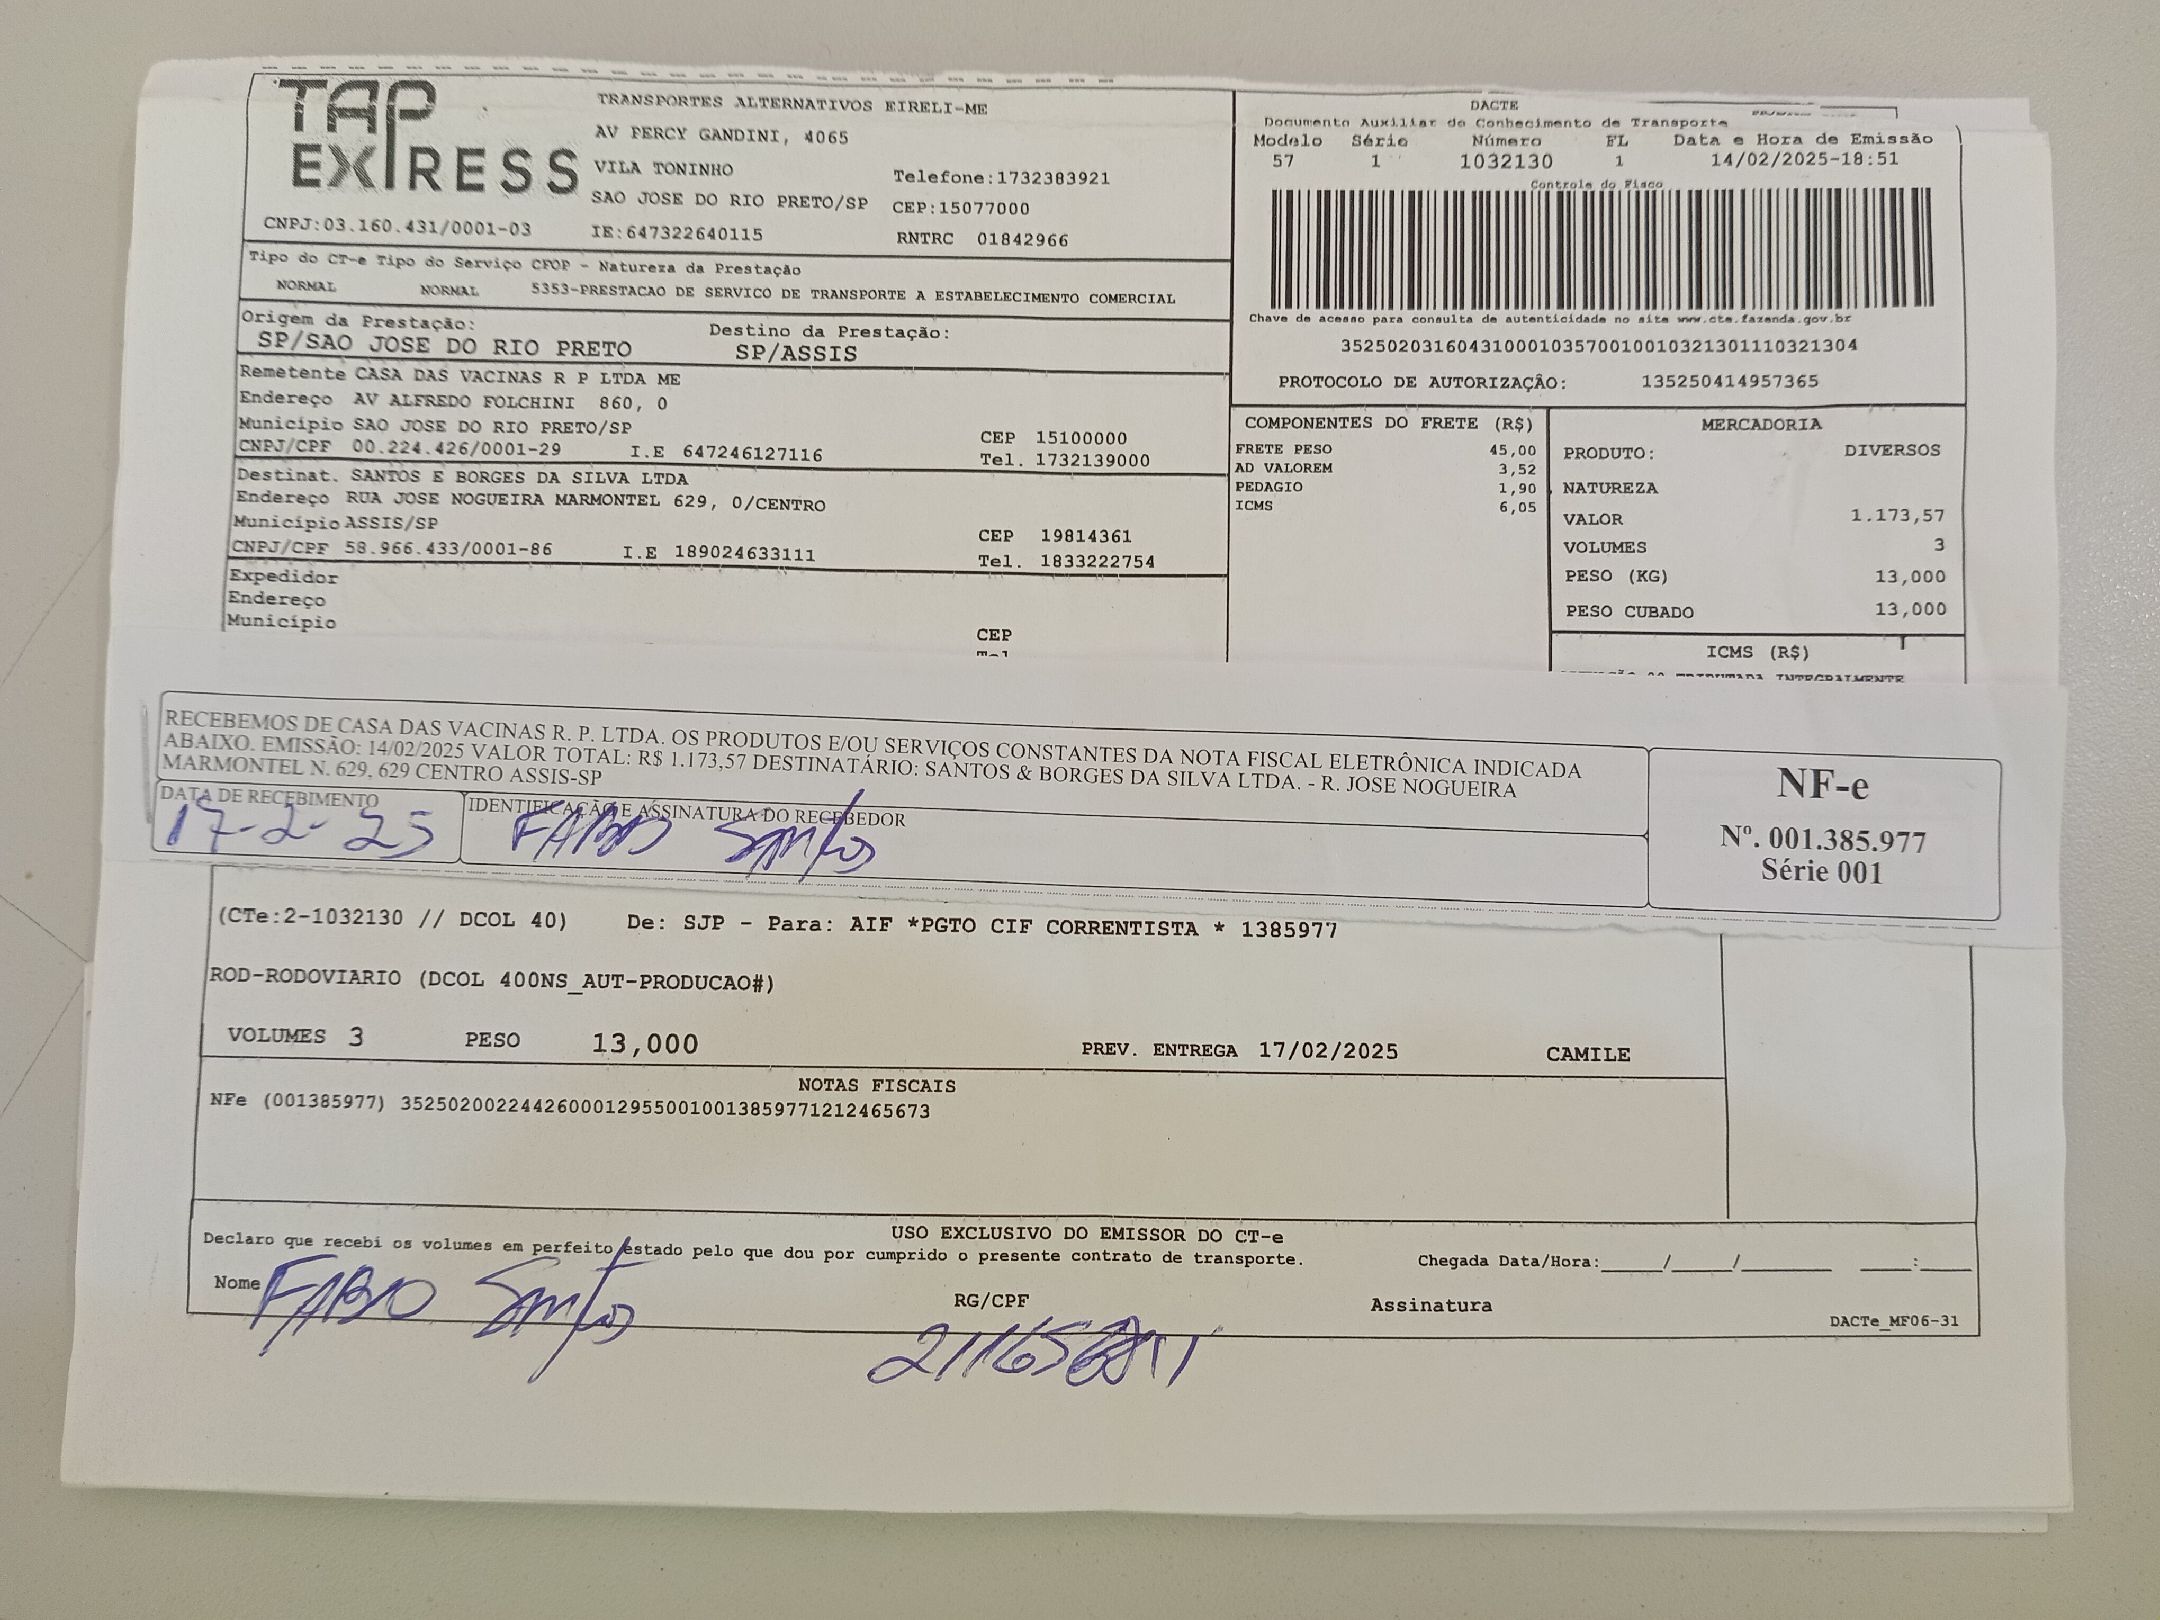 TAP
EXPRESS
TRANSPORTES ALTERNATIVOS EIRELI-ME
AV PERCY GANDINI, 4065
VILA TONINHO
Telefone:1732383921
SAO JOSE DO RIO PRETO/SP CEP:15077000
CNPJ:03.160.431/0001-03 IE:647322640115 RNTRC 01842966
Tipo do CT-e Tipo do Serviço CFOP - Natureza da Prestação
NORMAL NORMAL 5353-PRESTACAO DE SERVICO DE TRANSPORTE A ESTABELECIMENTO COMERCIAL
Origem da Prestação: Destino da Prestação:
SP/SAO JOSE DO RIO PRETO SP/ASSIS
Remetente CASA DAS VACINAS R P LTDA ME
Endereço AV ALFREDO FOLCHINI 860, 0
Município SAO JOSE DO RIO PRETO/SP CEP 15100000
CNPJ/CPF 00.224.426/0001-29 I.E 647246127116 Tel. 1732139000
Destinat. SANTOS E BORGES DA SILVA LTDA
Endereço RUA JOSE NOGUEIRA MARMONTEL 629, 0/CENTRO
Município ASSIS/SP CEP 19814361
CNPJ/CPF 58.966.433/0001-86 I.E 189024633111 Tel. 1833222754
Expedidor
Endereço
Município CEP
Tel
DACTE
Documento Auxiliar do Conhecimento de Transporte
Modelo Série Número FL Data e Hora de Emissão
57 1 1032130 1 14/02/2025-18:51
Controle do Fisco
Chave de acesso para consulta de autenticidade no site www.cte.fazenda.gov.br
35250203160431000103570010010321301110321304
PROTOCOLO DE AUTORIZAÇÃO: 135250414957365
COMPONENTES DO FRETE (R$)
FRETE PESO 45,00
AD VALOREM 3,52
PEDAGIO 1,90
ICMS 6,05
MERCADORIA
PRODUTO: DIVERSOS
NATUREZA
VALOR 1.173,57
VOLUMES 3
PESO (KG) 13,000
PESO CUBADO 13,000
ICMS (R$)
TRIBUTADA INTEGRALMENTE
RECEBEMOS DE CASA DAS VACINAS R. P. LTDA. OS PRODUTOS E/OU SERVIÇOS CONSTANTES DA NOTA FISCAL ELETRÔNICA INDICADA
ABAIXO. EMISSÃO: 14/02/2025 VALOR TOTAL: R$ 1.173,57 DESTINATÁRIO: SANTOS & BORGES DA SILVA LTDA. - R. JOSE NOGUEIRA
MARMONTEL N. 629, 629 CENTRO ASSIS-SP
DATA DE RECEBIMENTO IDENTIFICAÇÃO E ASSINATURA DO RECEBEDOR
17-2-25 FABIO Santos
NF-e
Nº. 001.385.977
Série 001
(CTe:2-1032130 // DCOL 40) De: SJP - Para: AIF *PGTO CIF CORRENTISTA * 1385977
ROD-RODOVIARIO (DCOL 400NS_AUT-PRODUCAO#)
VOLUMES 3 PESO 13,000 PREV. ENTREGA 17/02/2025 CAMILE
NOTAS FISCAIS
NFe (001385977) 35250200224426000129550010013859771212465673
USO EXCLUSIVO DO EMISSOR DO CT-e
Declaro que recebi os volumes em perfeito estado pelo que dou por cumprido o presente contrato de transporte. Chegada Data/Hora:_____/_____/________ ____:____
Nome FABIO Santos RG/CPF Assinatura
DACTe_MF06-31